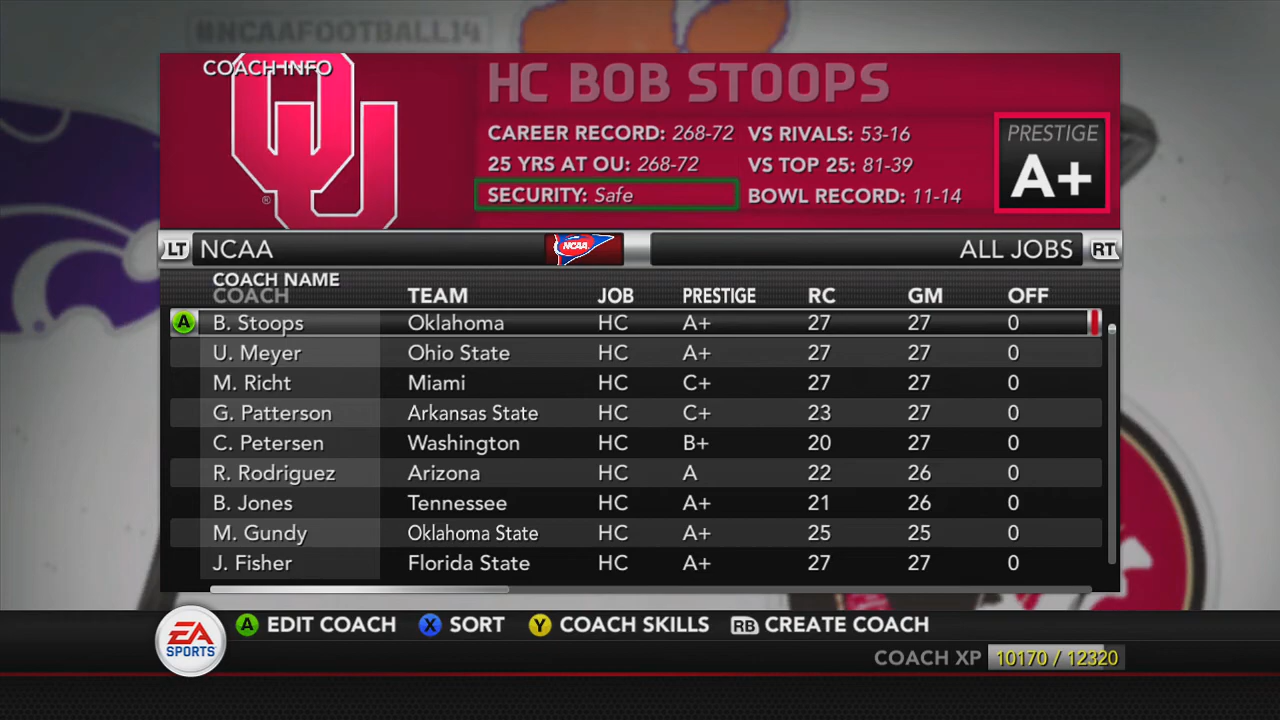 #NCAAFOOTBALL14
COACH INFO
HC BOB STOOPS
CAREER RECORD: 268-72 VS RIVALS: 53-16
25 YRS AT OU: 268-72 VS TOP 25: 81-39
SECURITY: Safe BOWL RECORD: 11-14
PRESTIGE
A+
LT NCAA NCAA ALL JOBS RT
COACH NAME
COACH TEAM JOB PRESTIGE RC GM OFF
A B. Stoops Oklahoma HC A+ 27 27 0
U. Meyer Ohio State HC A+ 27 27 0
M. Richt Miami HC C+ 27 27 0
G. Patterson Arkansas State HC C+ 23 27 0
C. Petersen Washington HC B+ 20 27 0
R. Rodriguez Arizona HC A 22 26 0
B. Jones Tennessee HC A+ 21 26 0
M. Gundy Oklahoma State HC A+ 25 25 0
J. Fisher Florida State HC A+ 27 27 0
EA SPORTS
A EDIT COACH X SORT Y COACH SKILLS RB CREATE COACH
COACH XP 10170 / 12320